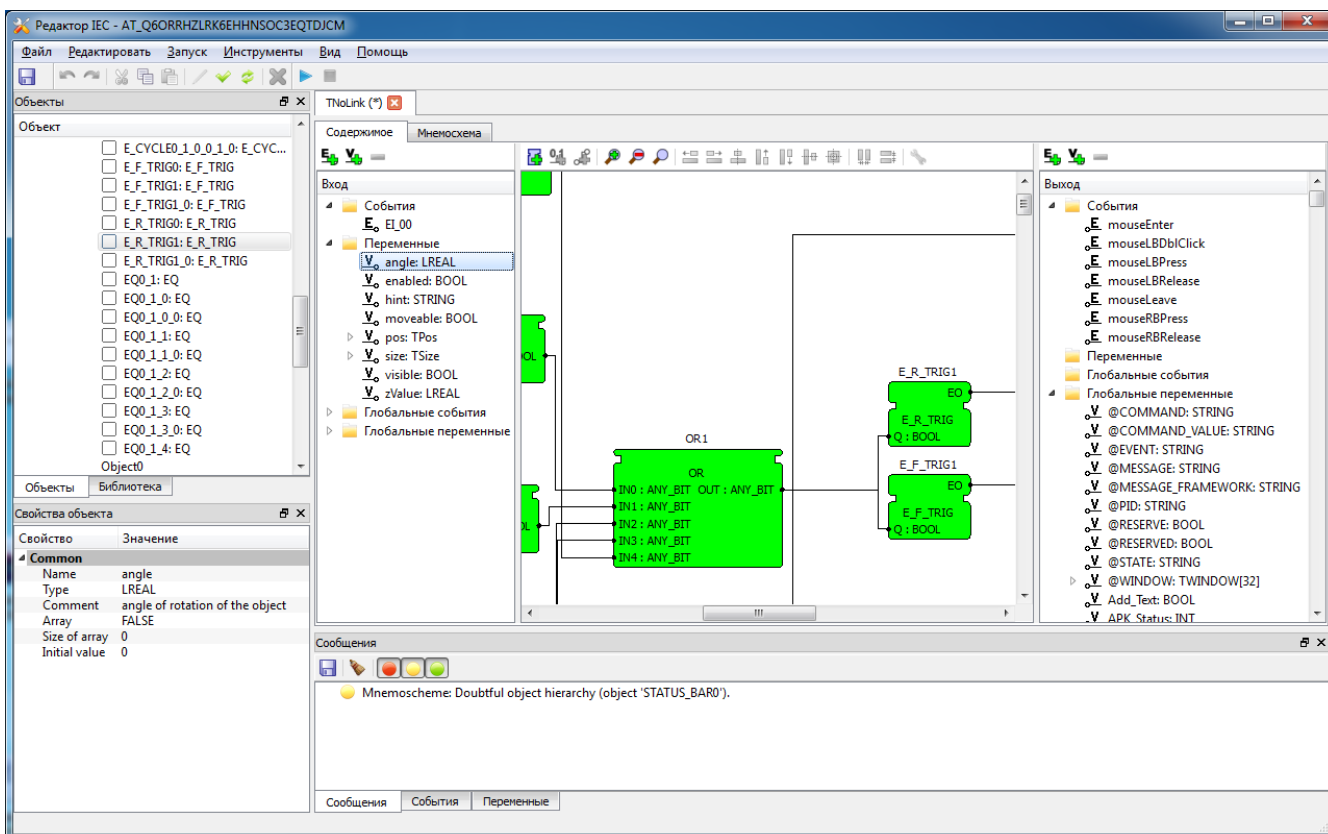 Редактор IEC - AT_Q6ORRHZLRK6EHHNSOC3EQTDJCM
Файл Редактировать Запуск Инструменты Вид Помощь
Объекты
Объект
E_CYCLE0_1_0_0_1_0: E_CYC...
E_F_TRIG0: E_F_TRIG
E_F_TRIG1: E_F_TRIG
E_F_TRIG1_0: E_F_TRIG
E_R_TRIG0: E_R_TRIG
E_R_TRIG1: E_R_TRIG
E_R_TRIG1_0: E_R_TRIG
EQ0_1: EQ
EQ0_1_0: EQ
EQ0_1_0_0: EQ
EQ0_1_1: EQ
EQ0_1_1_0: EQ
EQ0_1_2: EQ
EQ0_1_2_0: EQ
EQ0_1_3: EQ
EQ0_1_3_0: EQ
EQ0_1_4: EQ
Object0
Объекты Библиотека
Свойства объекта
Свойство Значение
Common
Name angle
Type LREAL
Comment angle of rotation of the object
Array FALSE
Size of array 0
Initial value 0
TNoLink (*)
Содержимое Мнемосхема
Вход
События
EI_00
Переменные
angle: LREAL
enabled: BOOL
hint: STRING
moveable: BOOL
pos: TPos
size: TSize
visible: BOOL
zValue: LREAL
Глобальные события
Глобальные переменные
OL
OL
OR1
OR
IN0 : ANY_BIT OUT : ANY_BIT
IN1 : ANY_BIT
IN2 : ANY_BIT
IN3 : ANY_BIT
IN4 : ANY_BIT
E_R_TRIG1
EO
E_R_TRIG
Q : BOOL
E_F_TRIG1
EO
E_F_TRIG
Q : BOOL
Выход
События
mouseEnter
mouseLBDblClick
mouseLBPress
mouseLBRelease
mouseLeave
mouseRBPress
mouseRBRelease
Переменные
Глобальные события
Глобальные переменные
@COMMAND: STRING
@COMMAND_VALUE: STRING
@EVENT: STRING
@MESSAGE: STRING
@MESSAGE_FRAMEWORK: STRING
@PID: STRING
@RESERVE: BOOL
@RESERVED: BOOL
@STATE: STRING
@WINDOW: TWINDOW[32]
Add_Text: BOOL
APK_Status: INT
Сообщения
Mnemoscheme: Doubtful object hierarchy (object 'STATUS_BAR0').
Сообщения События Переменные